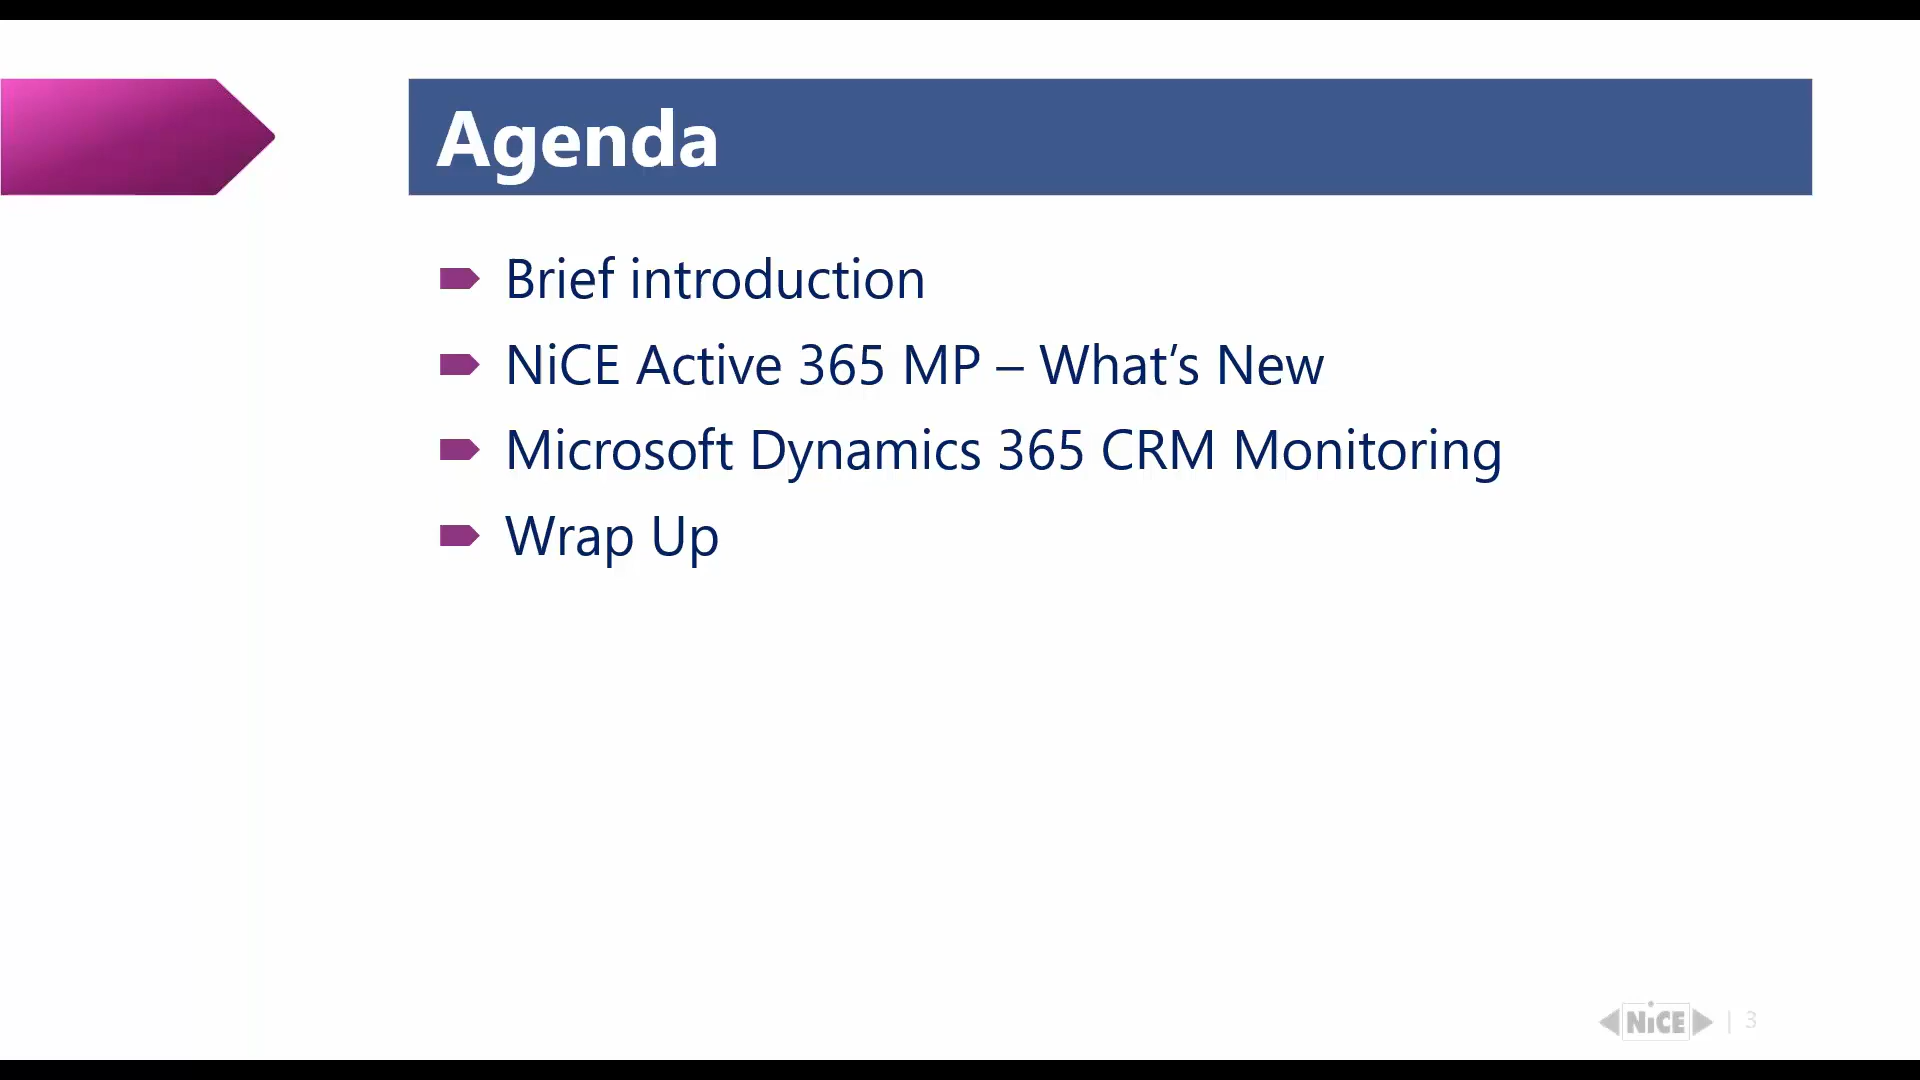 Agenda
Brief introduction
NiCE Active 365 MP – What’s New
Microsoft Dynamics 365 CRM Monitoring
Wrap Up
NiCE | 3